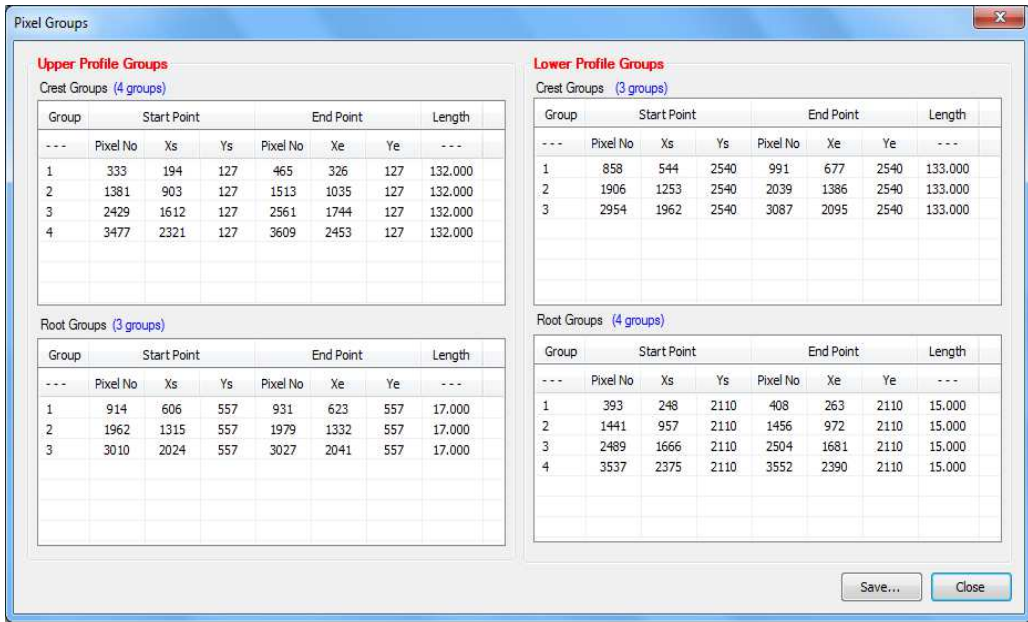 Pixel Groups
x
Upper Profile Groups
Crest Groups (4 groups)
Group Start Point End Point Length
--- Pixel No Xs Ys Pixel No Xe Ye ---
1 333 194 127 465 326 127 132.000
2 1381 903 127 1513 1035 127 132.000
3 2429 1612 127 2561 1744 127 132.000
4 3477 2321 127 3609 2453 127 132.000
Root Groups (3 groups)
Group Start Point End Point Length
--- Pixel No Xs Ys Pixel No Xe Ye ---
1 914 606 557 931 623 557 17.000
2 1962 1315 557 1979 1332 557 17.000
3 3010 2024 557 3027 2041 557 17.000
Lower Profile Groups
Crest Groups (3 groups)
Group Start Point End Point Length
--- Pixel No Xs Ys Pixel No Xe Ye ---
1 858 544 2540 991 677 2540 133.000
2 1906 1253 2540 2039 1386 2540 133.000
3 2954 1962 2540 3087 2095 2540 133.000
Root Groups (4 groups)
Group Start Point End Point Length
--- Pixel No Xs Ys Pixel No Xe Ye ---
1 393 248 2110 408 263 2110 15.000
2 1441 957 2110 1456 972 2110 15.000
3 2489 1666 2110 2504 1681 2110 15.000
4 3537 2375 2110 3552 2390 2110 15.000
Save... Close